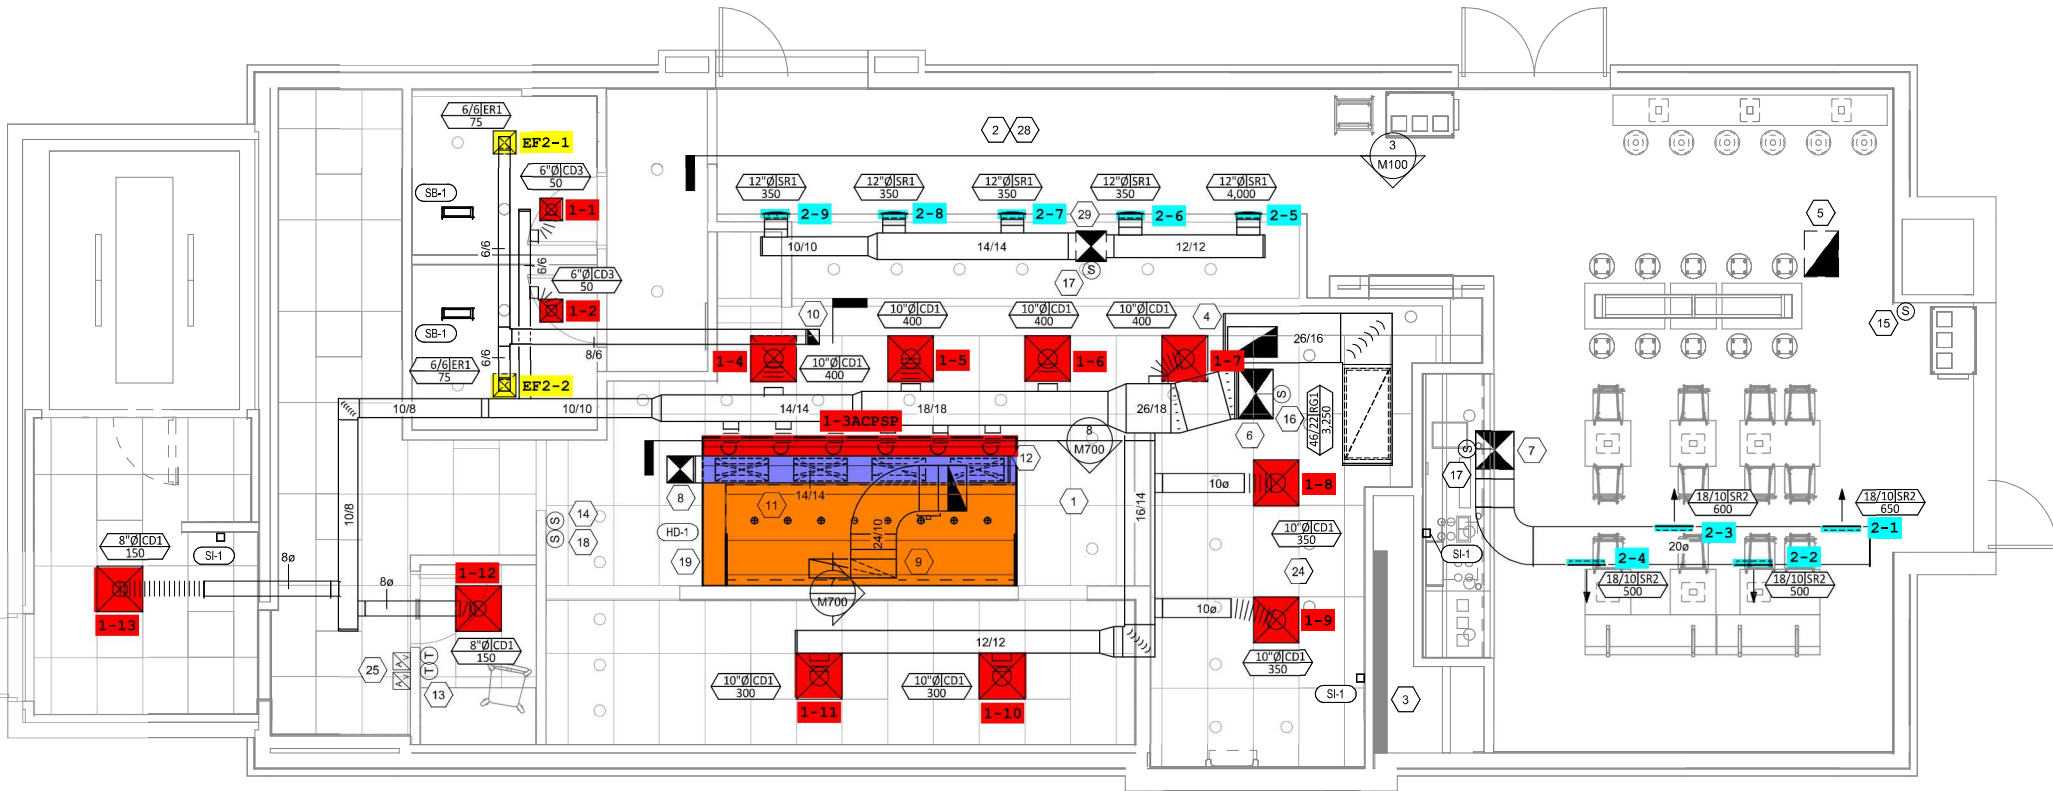 6/6 ER1
75
EF2-1
6"Ø CD3
50
1-1
SB-1
6/6
6/6
6"Ø CD3
50
1-2
SB-1
6/6 ER1
75
6/6
EF2-2
8/6
2
28
3
M100
12"Ø SR1
350
12"Ø SR1
350
12"Ø SR1
350
12"Ø SR1
350
12"Ø SR1
4,000
2-9
2-8
2-7
29
2-6
2-5
10/10
14/14
12/12
17
S
5
15
S
10
10"Ø CD1
400
10"Ø CD1
400
10"Ø CD1
400
4
26/16
1-4
10"Ø CD1
400
1-5
1-6
1-7
10/8
10/10
14/14
18/18
26/18
1-3ACPSP
S
16
6
46/22 RG1
3,250
8
M700
12
8
14/14
11
1
10ø
1-8
16/14
10/8
S
S
14
18
HD-1
19
24/10
9
7
M700
10"Ø CD1
350
24
S
17
7
18/10 SR2
600
18/10 SR2
650
2-3
2-1
20ø
2-4
2-2
18/10 SR2
500
18/10 SR2
500
SI-1
8"Ø CD1
150
SI-1
8ø
1-13
8ø
1-12
8"Ø CD1
150
25
A
A
T
T
13
10ø
1-9
12/12
10"Ø CD1
300
1-11
10"Ø CD1
300
1-10
10"Ø CD1
350
SI-1
3